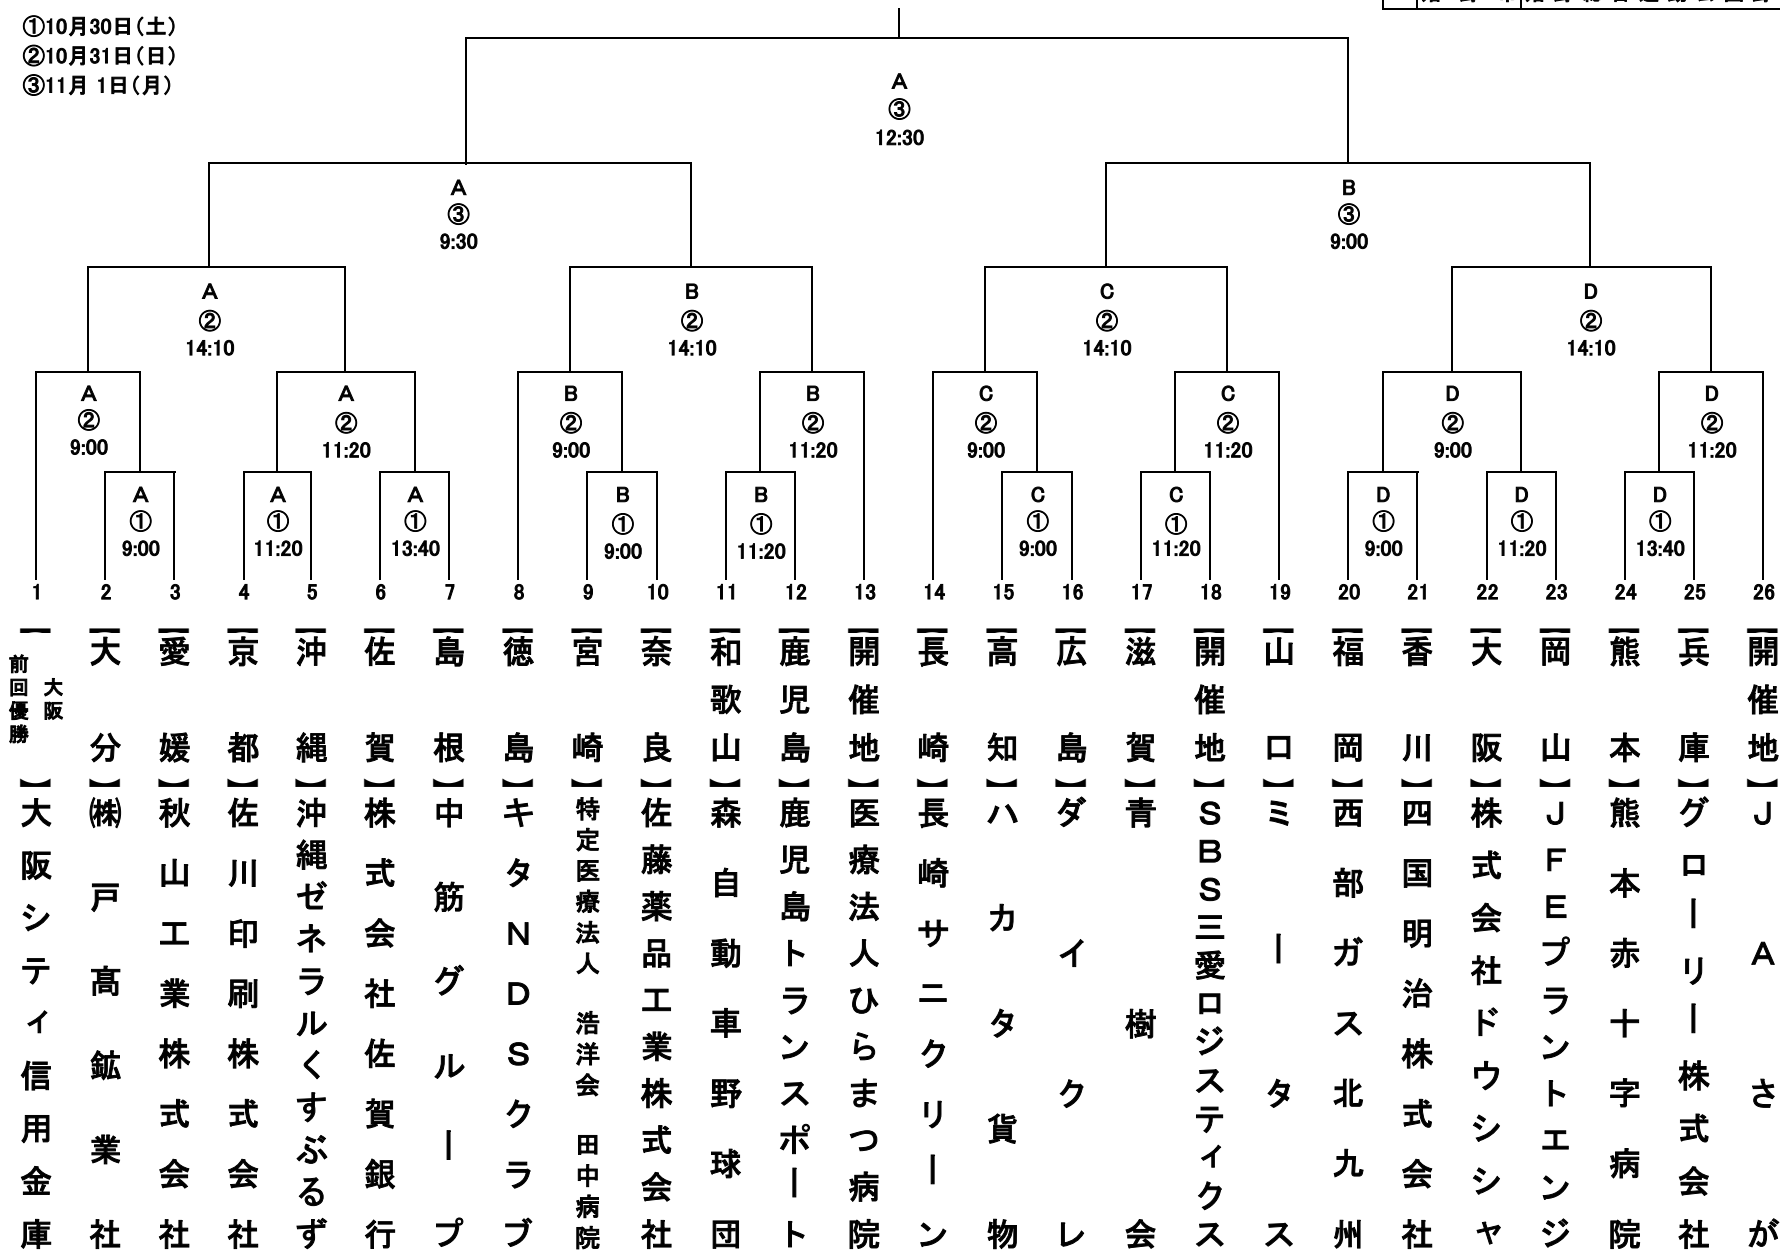 ①10月30日(土)
②10月31日(日)
③11月 1日(月)
A
③
12:30
A
③
9:30
B
③
9:00
A
②
14:10
B
②
14:10
C
②
14:10
D
②
14:10
A
②
9:00
A
②
11:20
B
②
9:00
B
②
11:20
C
②
9:00
C
②
11:20
D
②
9:00
D
②
11:20
A
①
9:00
A
①
11:20
A
①
13:40
B
①
9:00
B
①
11:20
C
①
9:00
C
①
11:20
D
①
9:00
D
①
11:20
D
①
13:40
1 2 3 4 5 6 7 8 9 10 11 12 13 14 15 16 17 18 19 20 21 22 23 24 25 26
【前回優勝 大阪】大阪シティ信用金庫
【大分】㈱戸髙鉱業社
【愛媛】秋山工業株式会社
【京都】佐川印刷株式会社
【沖縄】沖縄ゼネラルくすぶるず
【佐賀】株式会社佐賀銀行
【島根】中筋グループ
【徳島】キタNDSクラブ
【宮崎】特定医療法人 浩洋会 田中病院
【奈良】佐藤薬品工業株式会社
【和歌山】森自動車野球団
【鹿児島】鹿児島トランスポート
【開催地】医療法人ひらまつ病院
【長崎】長崎サニクリーン
【高知】ハカタ貨物
【広島】ダイクレ
【滋賀】青樹会
【開催地】SBS三愛ロジスティクス
【山口】ミータス
【福岡】西部ガス北九州
【香川】四国明治株式会社
【大阪】株式会社ドウシシャ
【岡山】JFEプラントエンジ
【熊本】熊本赤十字病院
【兵庫】グローリー株式会社
【開催地】JAさが